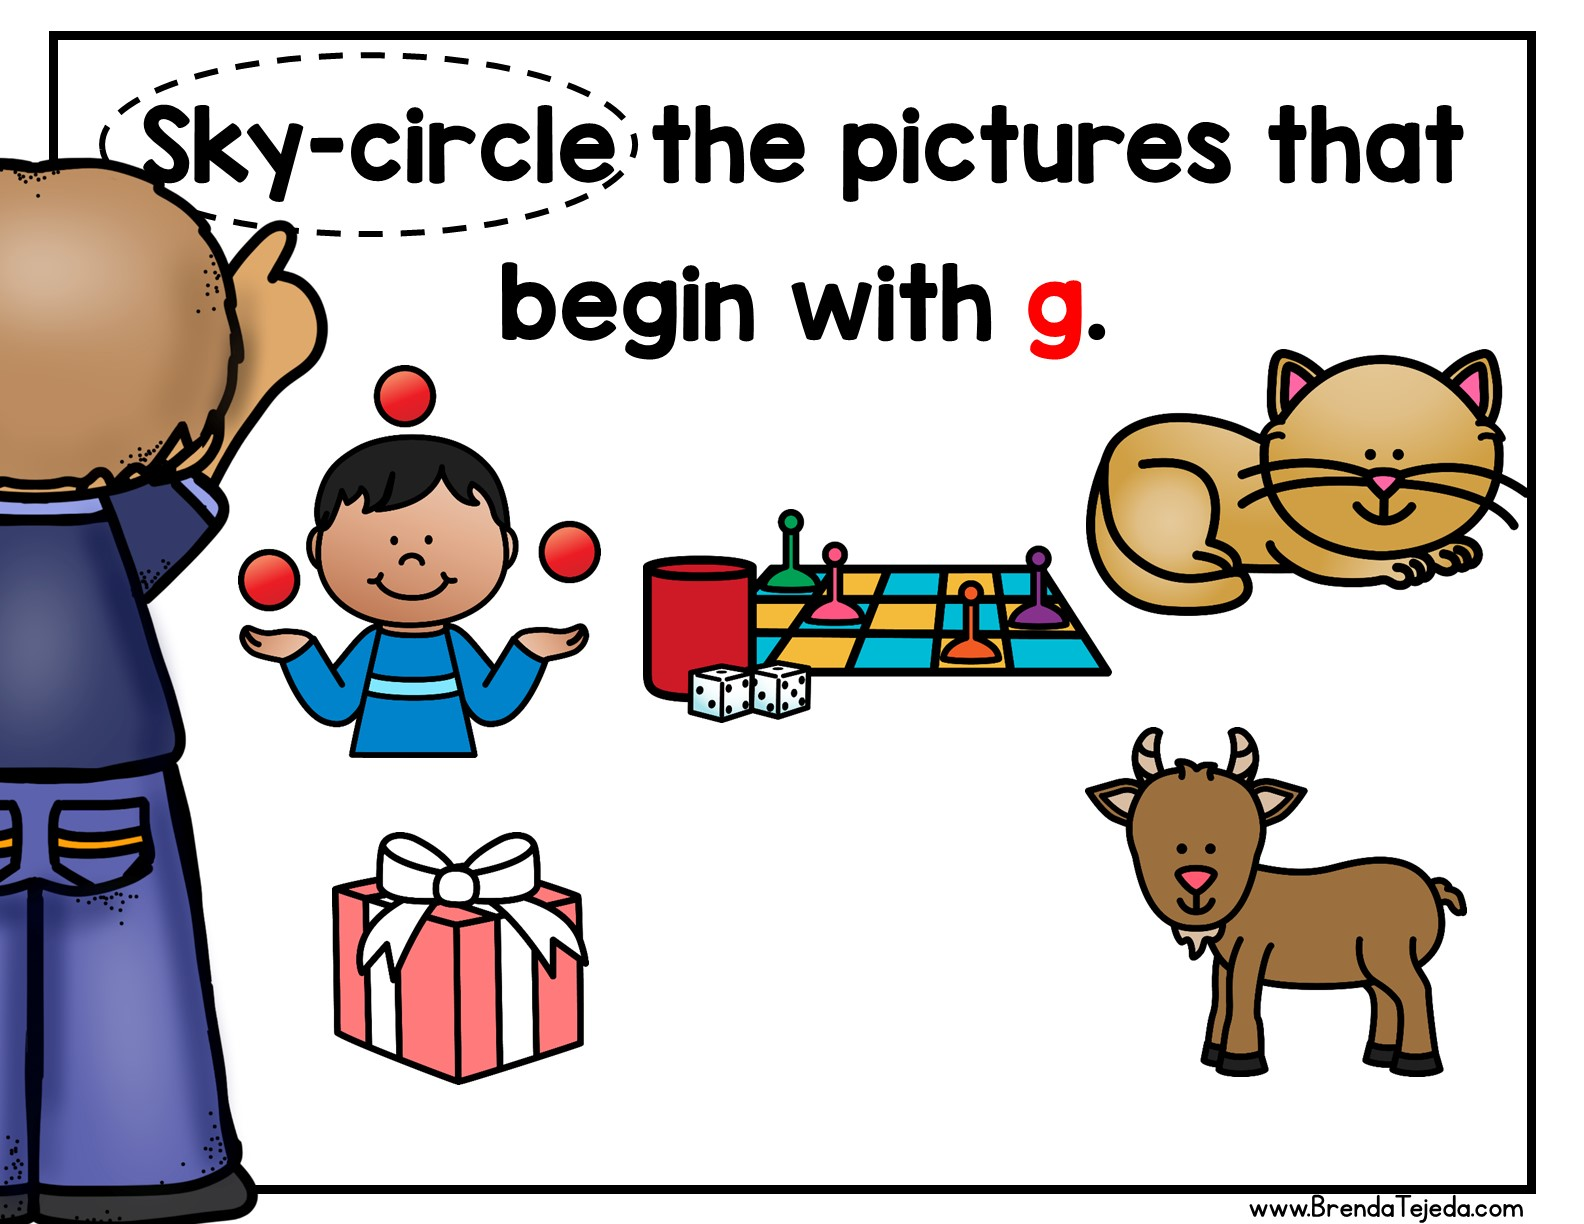 Sky-circle the pictures that
begin with g.
www.BrendaTejeda.com